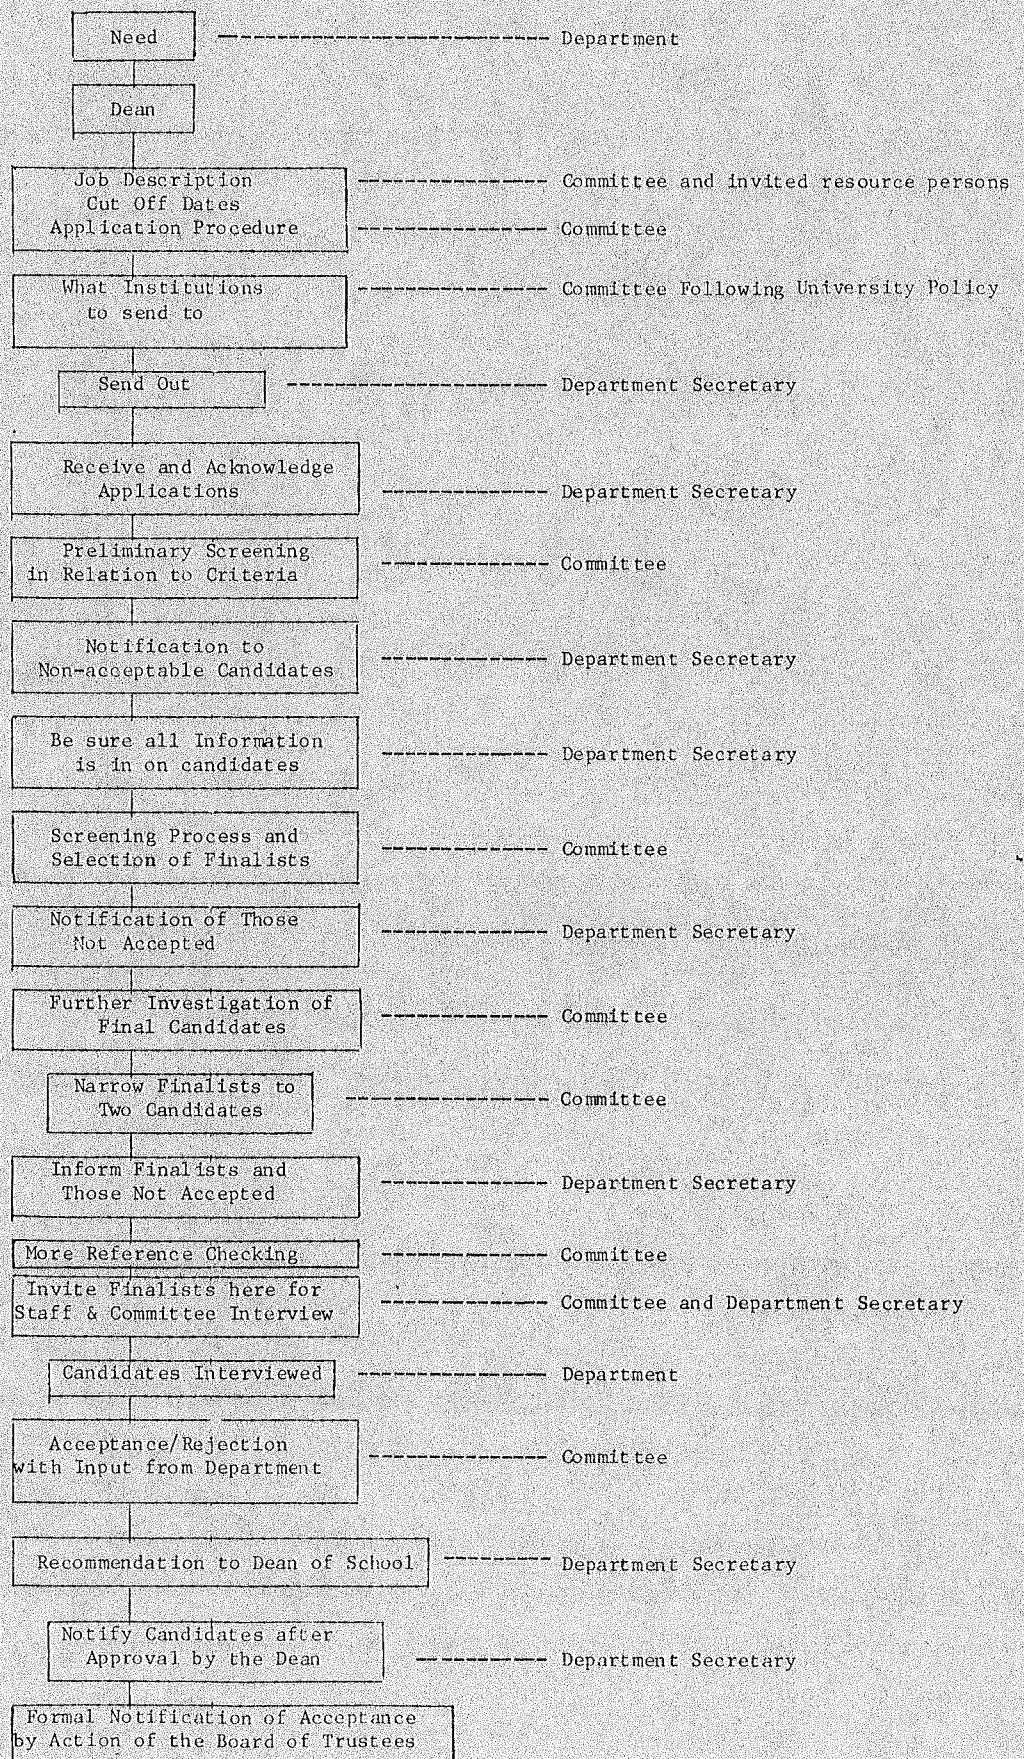 Need ---------------------------- Department
Dean
Job Description ---------------- Committee and invited resource persons
Cut Off Dates
Application Procedure ---------------- Committee
What Institutions ---------------- Committee Following University Policy
to send to
Send Out ---------------------- Department Secretary
Receive and Acknowledge
Applications -------------- Department Secretary
Preliminary Screening -------------- Committee
in Relation to Criteria
Notification to
Non-acceptable Candidates -------------- Department Secretary
Be sure all Information -------------- Department Secretary
is in on candidates
Screening Process and -------------- Committee
Selection of Finalists
Notification of Those -------------- Department Secretary
Not Accepted
Further Investigation of -------------- Committee
Final Candidates
Narrow Finalists to
Two Candidates ----------------- Committee
Inform Finalists and -------------- Department Secretary
Those Not Accepted
More Reference Checking -------------- Committee
Invite Finalists here for -------------- Committee and Department Secretary
Staff & Committee Interview
Candidates Interviewed ---------------- Department
Acceptance/Rejection --------------- Committee
with Input from Department
Recommendation to Dean of School --------- Department Secretary
Notify Candidates after
Approval by the Dean ----------- Department Secretary
Formal Notification of Acceptance
by Action of the Board of Trustees